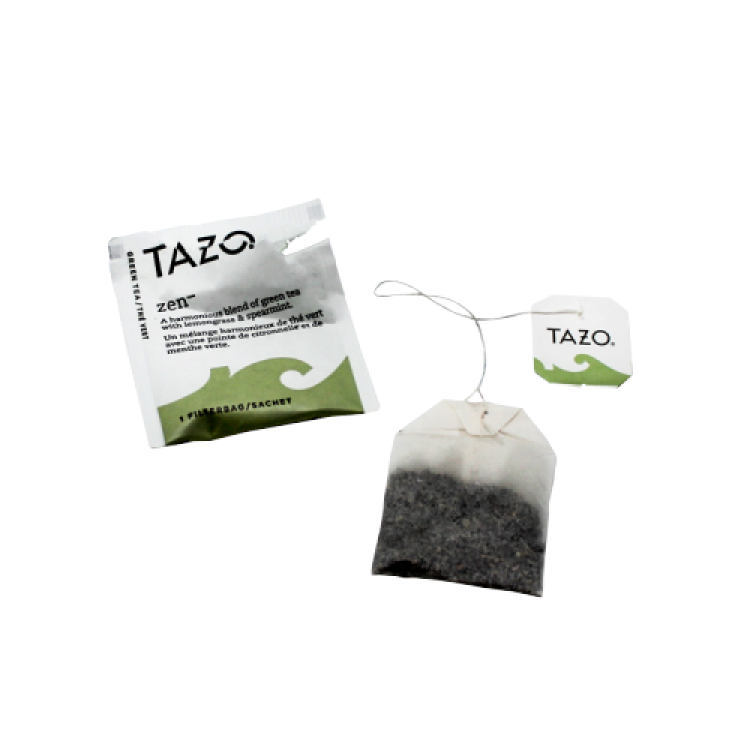 TAZO®
GREEN TEA/THÉ VERT
zen™
A harmonious blend of green tea
with lemongrass & spearmint.
Un mélange harmonieux de thé vert
avec une pointe de citronnelle et de
menthe verte.
1 FILTERBAG/SACHET
TAZO®